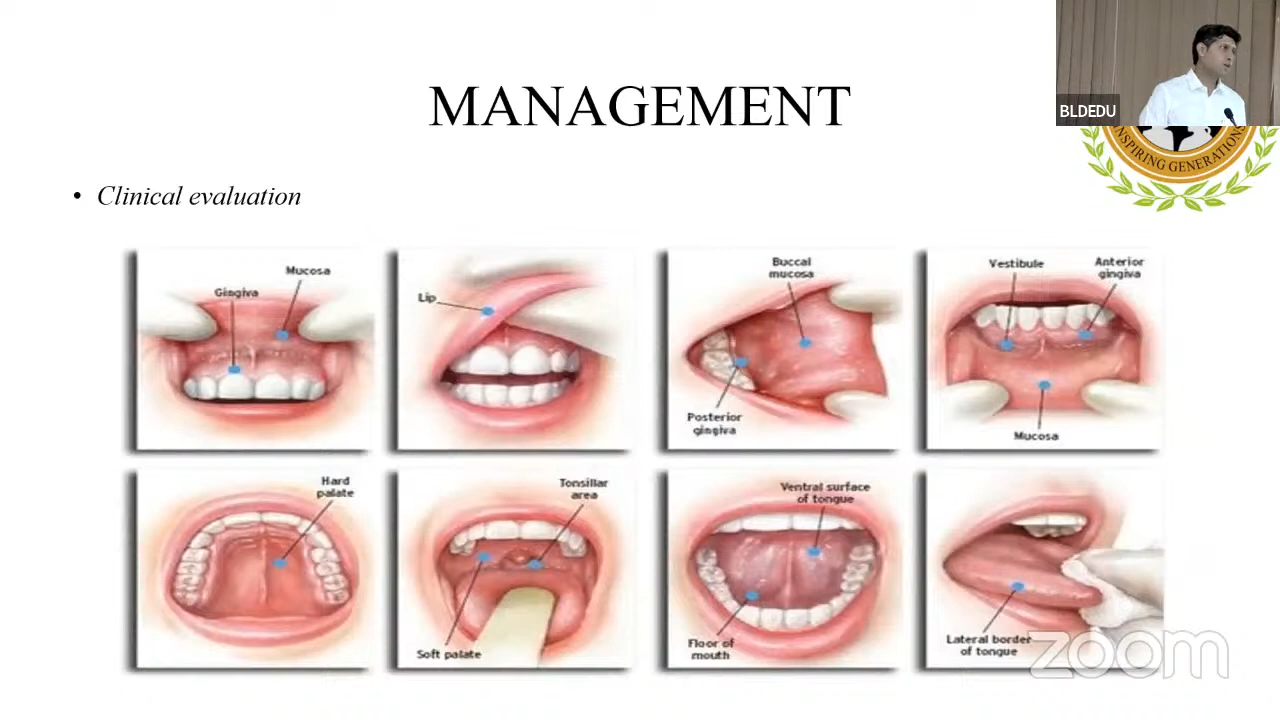 BLDEDU
INSPIRING GENERATIONS
MANAGEMENT
• Clinical evaluation
Mucosa
Gingiva
Lip
Buccal
mucosa
Posterior
gingiva
Vestibule
Anterior
gingiva
Mucosa
Hard
palate
Tonsillar
area
Soft palate
Ventral surface
of tongue
Floor of
mouth
Lateral border
of tongue
zoom